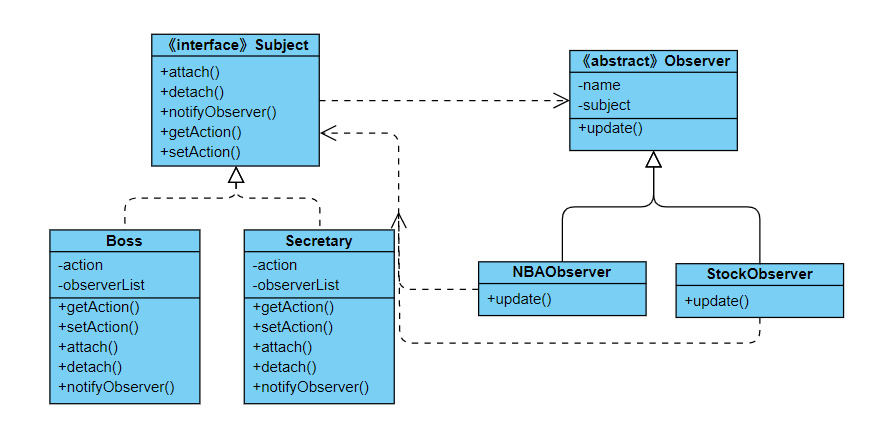 《interface》Subject
+attach()
+detach()
+notifyObserver()
+getAction()
+setAction()
《abstract》Observer
-name
-subject
+update()
Boss
-action
-observerList
+getAction()
+setAction()
+attach()
+detach()
+notifyObserver()
Secretary
-action
-observerList
+getAction()
+setAction()
+attach()
+detach()
+notifyObserver()
NBAObserver
+update()
StockObserver
+update()